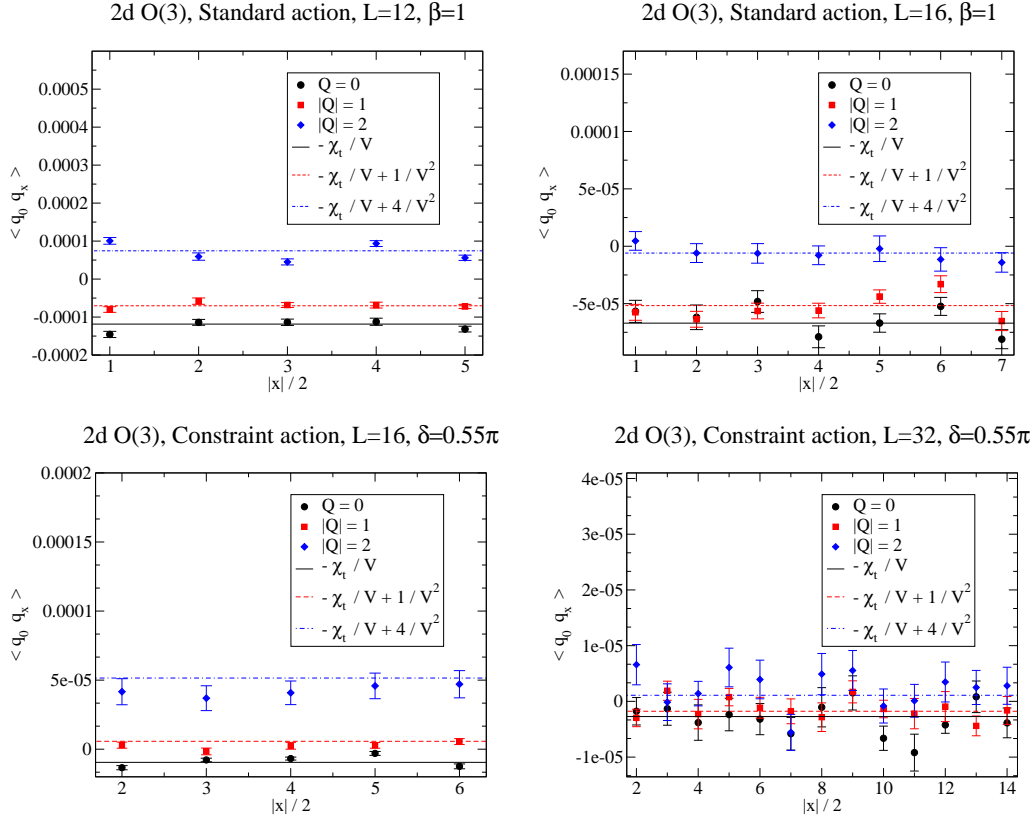 2d O(3), Standard action, L=12, β=1
0.0005
0.0004
0.0003
0.0002
0.0001
0
-0.0001
-0.0002
< q0 qx >
1 2 3 4 5
|x| / 2
Q = 0
|Q| = 1
|Q| = 2
- χt / V
- χt / V + 1 / V²
- χt / V + 4 / V²
2d O(3), Standard action, L=16, β=1
0.00015
0.0001
5e-05
0
-5e-05
< q0 qx >
1 2 3 4 5 6 7
|x| / 2
Q = 0
|Q| = 1
|Q| = 2
- χt / V
- χt / V + 1 / V²
- χt / V + 4 / V²
2d O(3), Constraint action, L=16, δ=0.55π
0.0002
0.00015
0.0001
5e-05
0
< q0 qx >
2 3 4 5 6
|x| / 2
Q = 0
|Q| = 1
|Q| = 2
- χt / V
- χt / V + 1 / V²
- χt / V + 4 / V²
2d O(3), Constraint action, L=32, δ=0.55π
4e-05
3e-05
2e-05
1e-05
0
-1e-05
< q0 qx >
2 4 6 8 10 12 14
|x| / 2
Q = 0
|Q| = 1
|Q| = 2
- χt / V
- χt / V + 1 / V²
- χt / V + 4 / V²